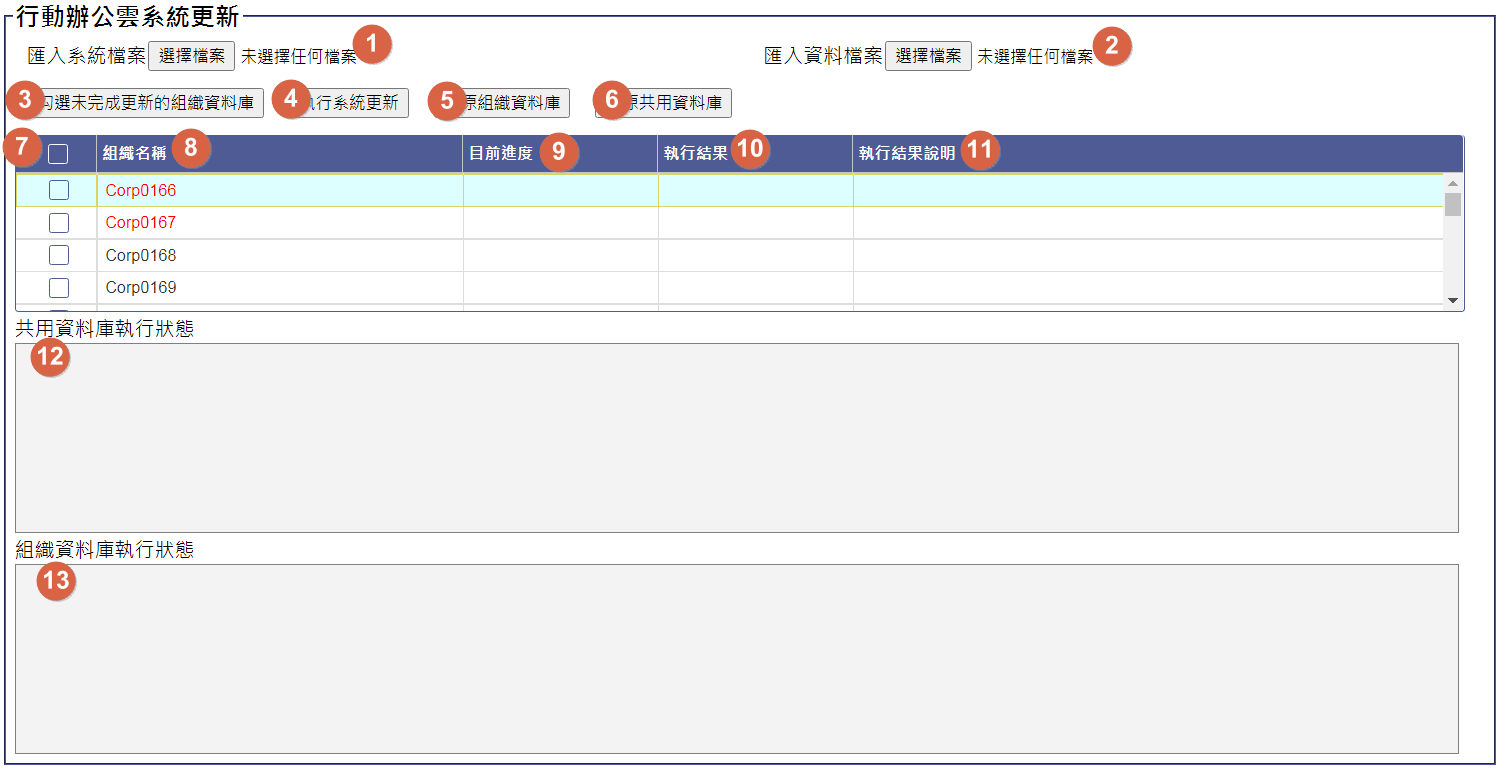 行動辦公雲系統更新
匯入系統檔案 選擇檔案 未選擇任何檔案 1 匯入資料檔案 選擇檔案 未選擇任何檔案 2
3 勾選未完成更新的組織資料庫 4 執行系統更新 5 原組織資料庫 6 原共用資料庫
7 組織名稱 8 目前進度 9 執行結果 10 執行結果說明 11
Corp0166
Corp0167
Corp0168
Corp0169
共用資料庫執行狀態
12
組織資料庫執行狀態
13